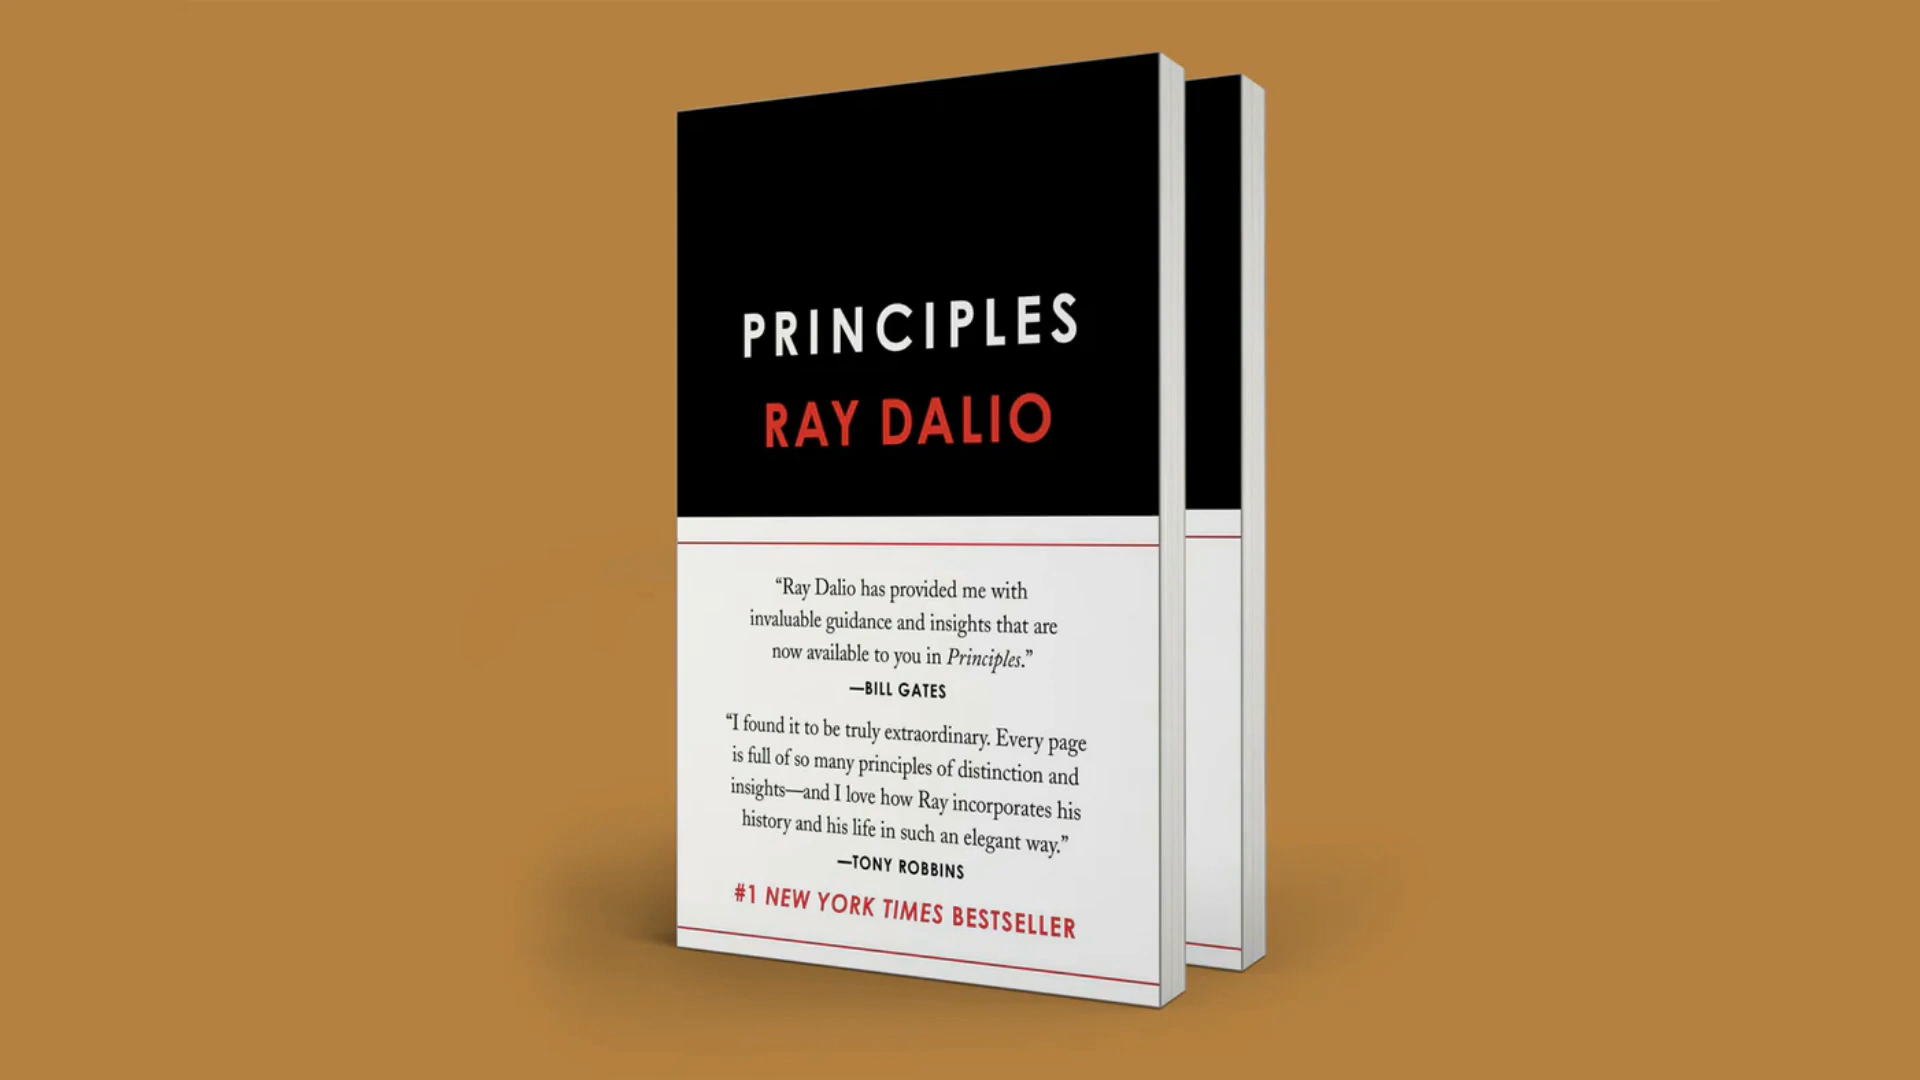 PRINCIPLES
RAY DALIO
“Ray Dalio has provided me with
invaluable guidance and insights that are
now available to you in Principles.”
—BILL GATES
“I found it to be truly extraordinary. Every page
is full of so many principles of distinction and
insights—and I love how Ray incorporates his
history and his life in such an elegant way.”
—TONY ROBBINS
#1 NEW YORK TIMES BESTSELLER